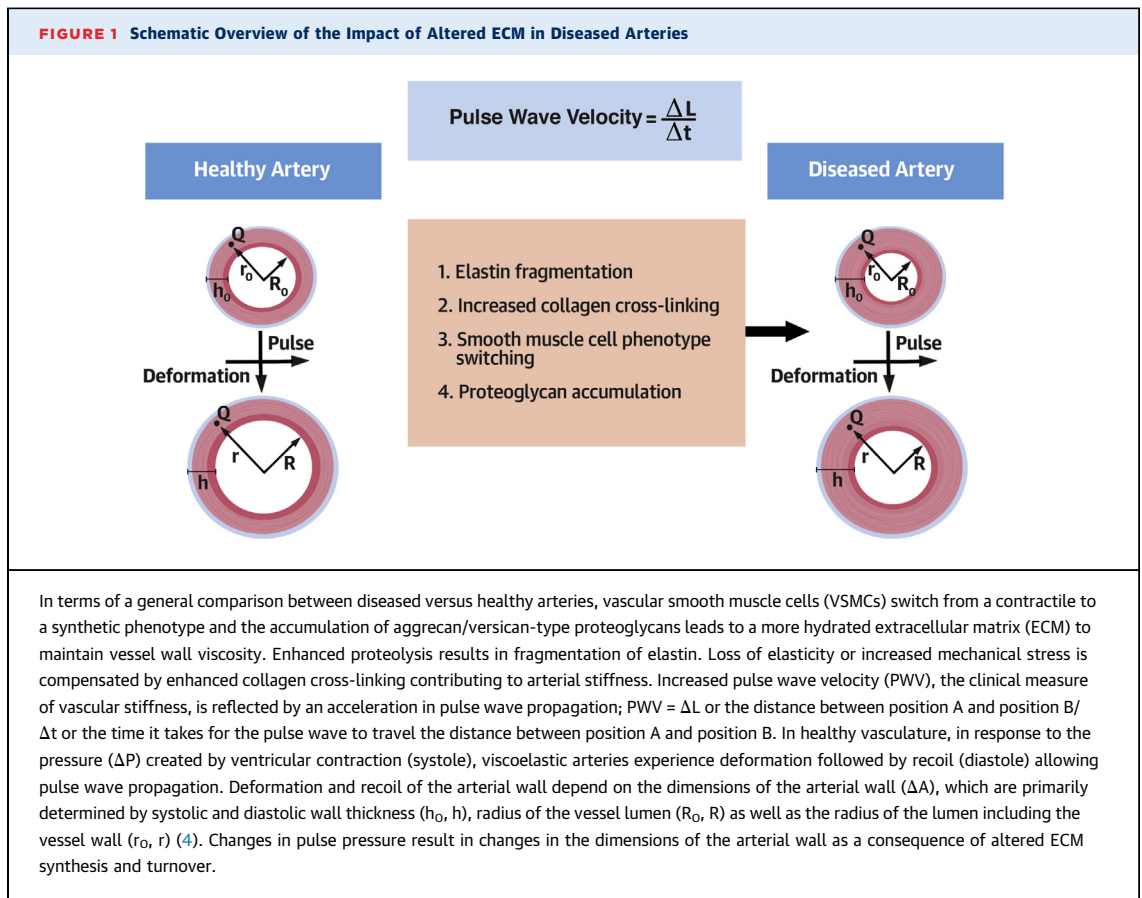 FIGURE 1 Schematic Overview of the Impact of Altered ECM in Diseased Arteries
Pulse Wave Velocity = ΔL
Δt
Healthy Artery
Diseased Artery
Q
r₀
R₀
h₀
Pulse
Deformation
Q
r
R
h
1. Elastin fragmentation
2. Increased collagen cross-linking
3. Smooth muscle cell phenotype
switching
4. Proteoglycan accumulation
Q
r₀
R₀
h₀
Pulse
Deformation
Q
r
R
h
In terms of a general comparison between diseased versus healthy arteries, vascular smooth muscle cells (VSMCs) switch from a contractile to
a synthetic phenotype and the accumulation of aggrecan/versican-type proteoglycans leads to a more hydrated extracellular matrix (ECM) to
maintain vessel wall viscosity. Enhanced proteolysis results in fragmentation of elastin. Loss of elasticity or increased mechanical stress is
compensated by enhanced collagen cross-linking contributing to arterial stiffness. Increased pulse wave velocity (PWV), the clinical measure
of vascular stiffness, is reflected by an acceleration in pulse wave propagation; PWV = ΔL or the distance between position A and position B/
Δt or the time it takes for the pulse wave to travel the distance between position A and position B. In healthy vasculature, in response to the
pressure (ΔP) created by ventricular contraction (systole), viscoelastic arteries experience deformation followed by recoil (diastole) allowing
pulse wave propagation. Deformation and recoil of the arterial wall depend on the dimensions of the arterial wall (ΔA), which are primarily
determined by systolic and diastolic wall thickness (h₀, h), radius of the vessel lumen (R₀, R) as well as the radius of the lumen including the
vessel wall (r₀, r) (4). Changes in pulse pressure result in changes in the dimensions of the arterial wall as a consequence of altered ECM
synthesis and turnover.